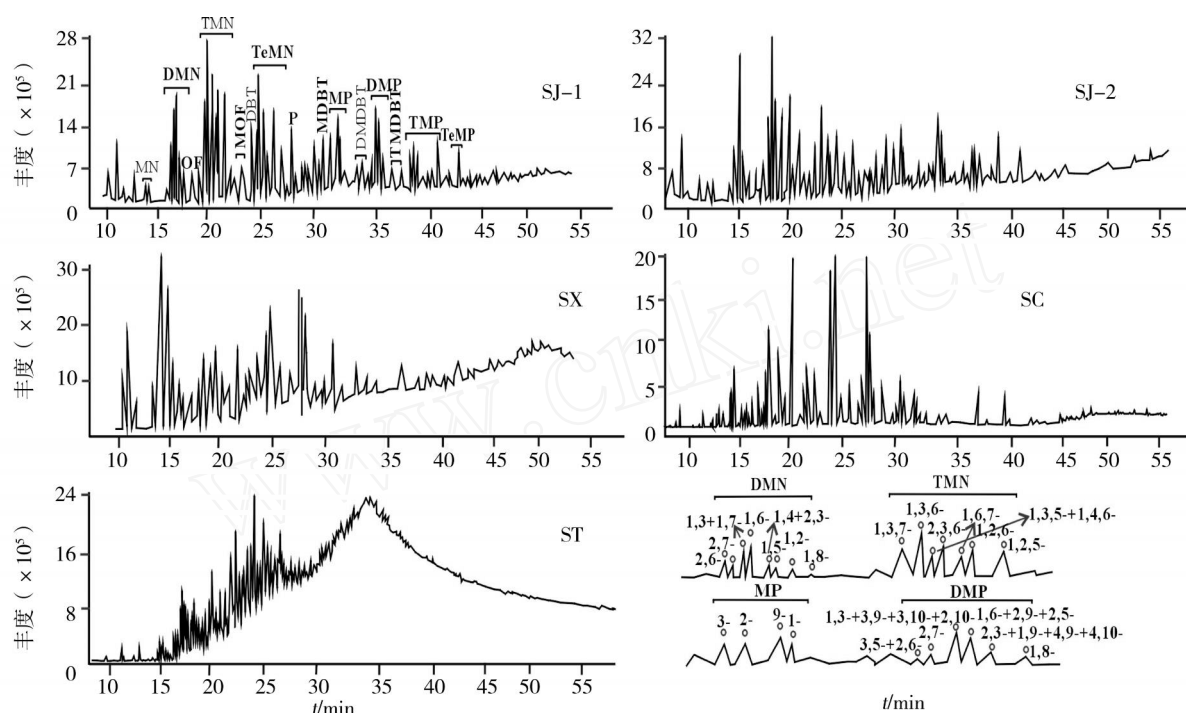 28
21
14
7
0
丰度 ( × 10⁵)
MN
DMN
OF
TMN
MOF
DBT
TeMN
P
MDBT
MP
DMDBT
DMP
TMDBT
TMP
TeMP
SJ-1
10 15 20 25 30 35 40 45 50 55
32
24
16
8
0
SJ-2
10 15 20 25 30 35 40 45 50 55
30
20
10
丰度 ( × 10⁵)
SX
10 15 20 25 30 35 40 45 50 55
20
15
10
5
0
SC
10 15 20 25 30 35 40 45 50 55
24
16
8
0
丰度 ( × 10⁵)
ST
10 15 20 25 30 35 40 45 50 55
t/min
DMN
1,3+1,7- 1,6- 1,4+2,3-
2,7- 1,5- 1,2-
2,6- 1,8-
TMN
1,3,6- 1,6,7- 1,3,5-+1,4,6-
1,3,7- 2,3,6- 1,2,6-
1,2,5-
MP
3- 2- 9- 1-
DMP
1,3-+3,9-+3,10-+2,10- 1,6-+2,9-+2,5-
2,7- 2,3-+1,9-+4,9-+4,10-
3,5-+2,6- 1,8-
t/min
www.cnki.net